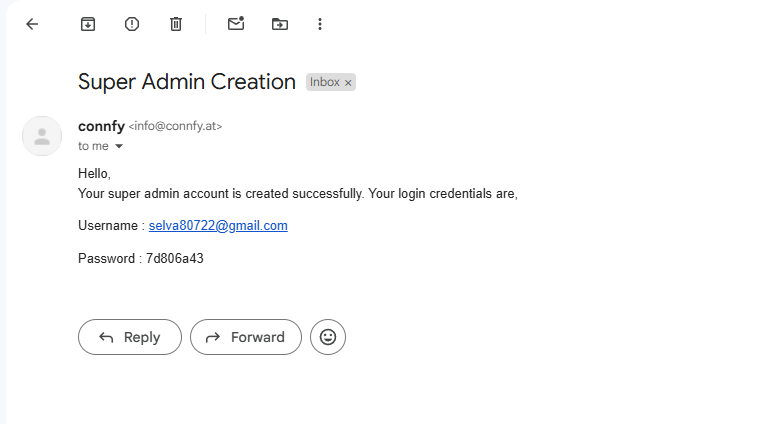 Super Admin Creation Inbox ×
connfy <info@connfy.at>
to me
Hello,
Your super admin account is created successfully. Your login credentials are,
Username : selva80722@gmail.com
Password : 7d806a43
Reply Forward